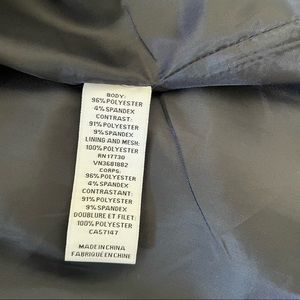 BODY:
96% POLYESTER
4% SPANDEX
CONTRAST:
91% POLYESTER
9% SPANDEX
LINING AND MESH:
100% POLYESTER
RN 17730
VN3681882
CORPS:
96% POLYESTER
4% SPANDEX
CONTRASTANT:
91% POLYESTER
9% SPANDEX
DOUBLURE ET FILET:
100% POLYESTER
CA57147
MADE IN CHINA
FABRIQUÉ EN CHINE